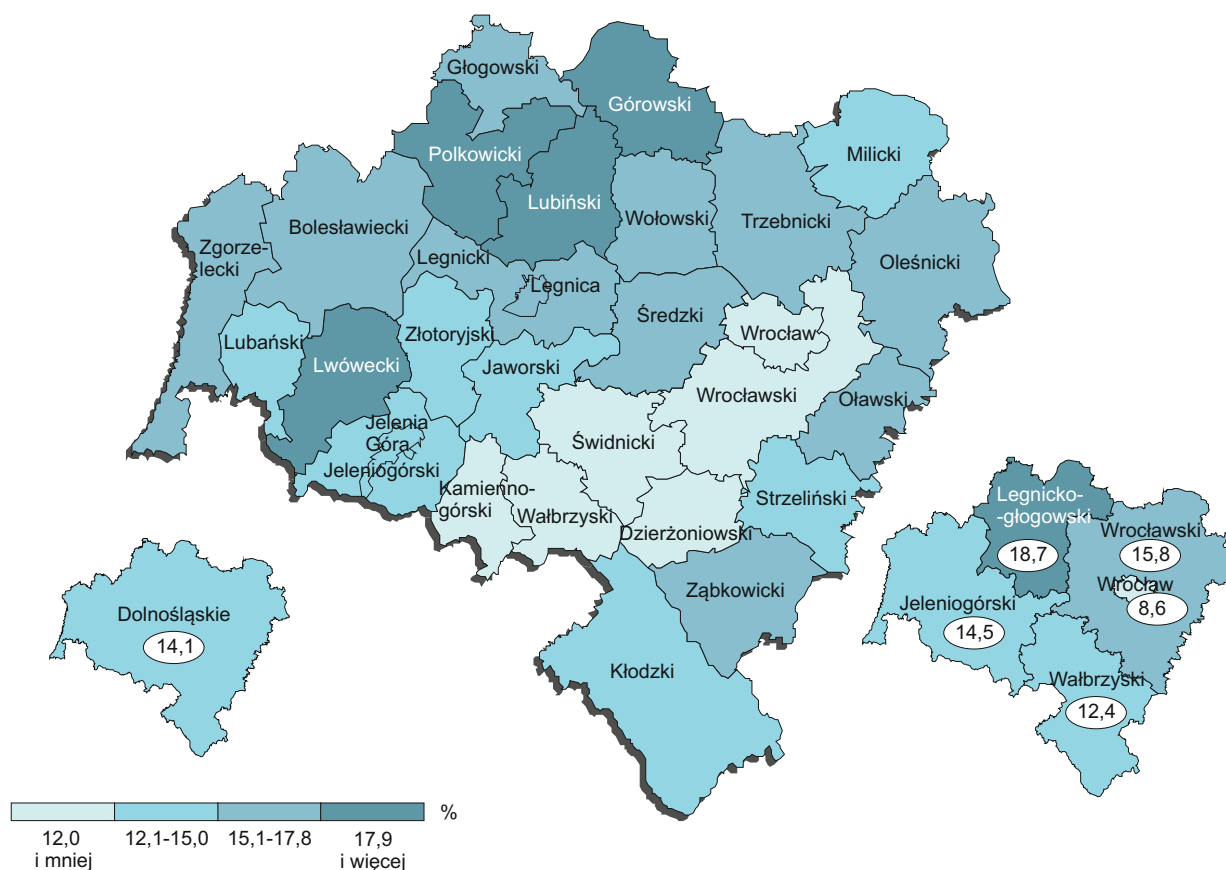 Głogowski
Górowski
Polkowicki
Milicki
Lubiński
Wołowski
Trzebnicki
Bolesławiecki
Zgorze-
lecki
Legnicki
Oleśnicki
Legnica
Średzki
Wrocław
Złotoryjski
Lubański
Lwówecki
Jaworski
Wrocławski
Oławski
Jelenia
Góra
Świdnicki
Jeleniogórski
Kamienno-
górski
Wałbrzyski
Strzeliński
Dzierżoniowski
Ząbkowicki
Kłodzki
Dolnośląskie
14,1
Legnicko-
-głogowski
18,7
Wrocławski
15,8
Wrocław
8,6
Jeleniogórski
14,5
Wałbrzyski
12,4
%
12,0
i mniej
12,1-15,0
15,1-17,8
17,9
i więcej